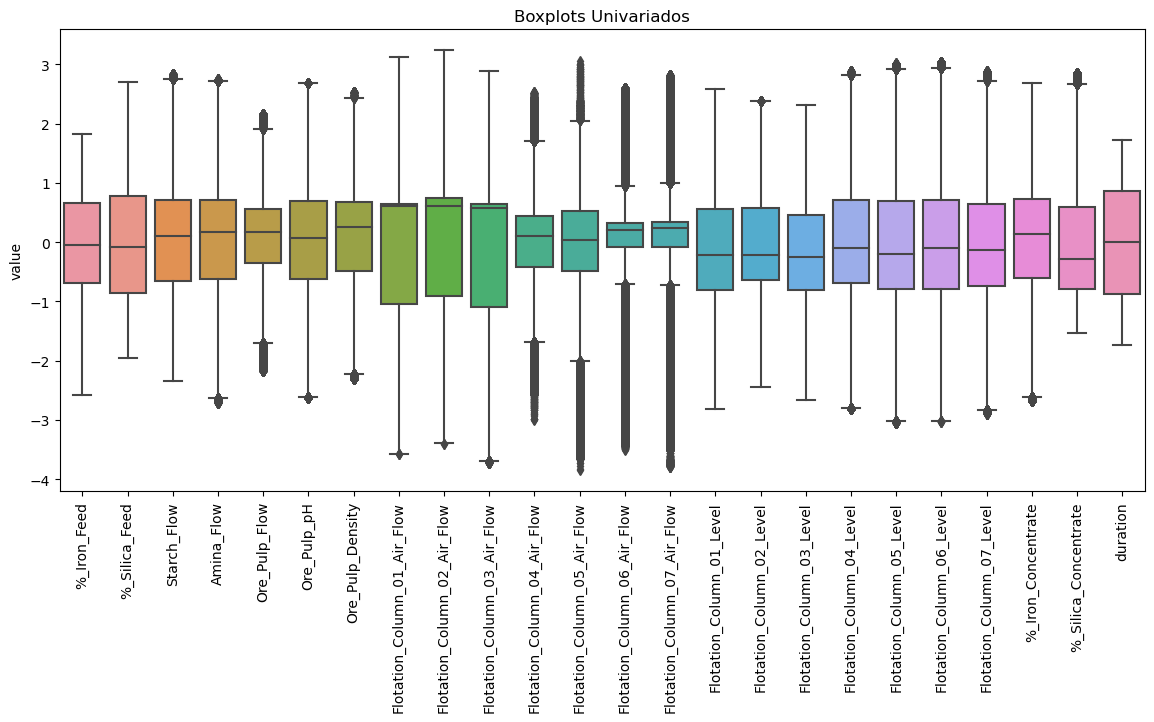 Boxplots Univariados
value
3
2
1
0
−1
−2
−3
−4
%_Iron_Feed
%_Silica_Feed
Starch_Flow
Amina_Flow
Ore_Pulp_Flow
Ore_Pulp_pH
Ore_Pulp_Density
Flotation_Column_01_Air_Flow
Flotation_Column_02_Air_Flow
Flotation_Column_03_Air_Flow
Flotation_Column_04_Air_Flow
Flotation_Column_05_Air_Flow
Flotation_Column_06_Air_Flow
Flotation_Column_07_Air_Flow
Flotation_Column_01_Level
Flotation_Column_02_Level
Flotation_Column_03_Level
Flotation_Column_04_Level
Flotation_Column_05_Level
Flotation_Column_06_Level
Flotation_Column_07_Level
%_Iron_Concentrate
%_Silica_Concentrate
duration